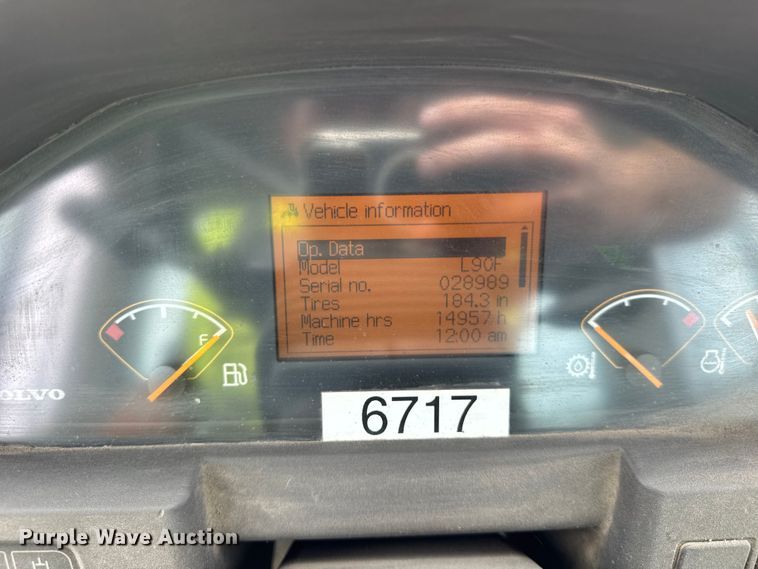 Vehicle information
Op. Data
Model L90F
Serial no. 028989
Tires 184.3 in
Machine hrs 14957 h
Time 12:00 am
F
OLVO
6717
Purple Wave Auction®